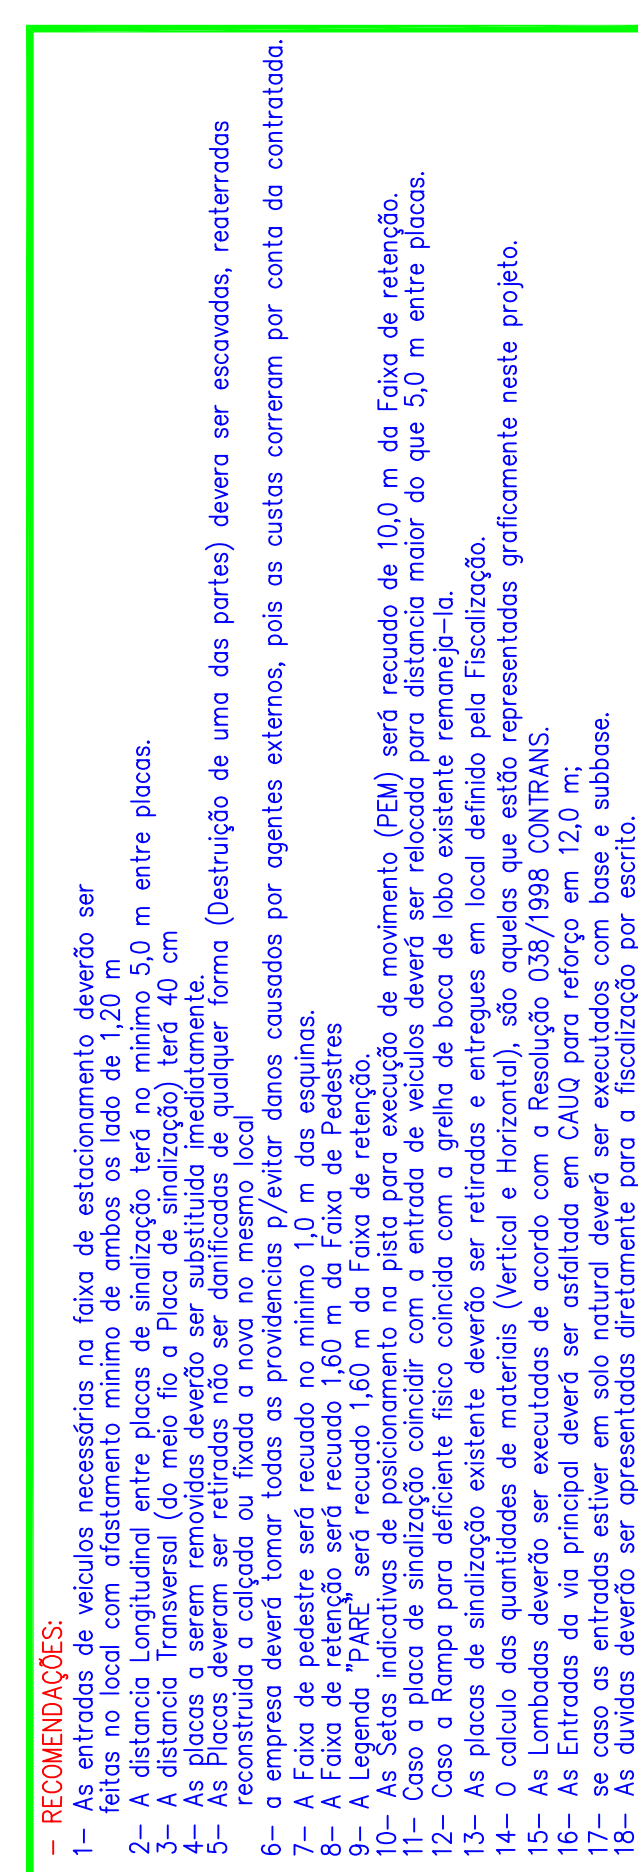 - RECOMENDAÇÕES:
1- As entradas de veiculos necessárias na faixa de estacionamento deverão ser
feitas no local com afastamento minimo de ambos os lado de 1,20 m
2- A distancia Longitudinal entre placas de sinalização terá no minimo 5,0 m entre placas.
3- A distancia Transversal (do meio fio a Placa de sinalização) terá 40 cm
4- As placas a serem removidas deverão ser substituida imediatamente.
5- As Placas deveram ser retiradas não ser danificadas de qualquer forma (Destruição de uma das partes) devera ser escavadas, reaterradas
reconstruida a calçada ou fixada a nova no mesmo local
6- a empresa deverá tomar todas as providencias p/evitar danos causados por agentes externos, pois as custas correram por conta da contratada.
7- A Faixa de pedestre será recuado no minimo 1,0 m das esquinas.
8- A Faixa de retenção será recuado 1,60 m da Faixa de Pedestres
9- A Legenda "PARE" será recuado 1,60 m da Faixa de retenção.
10- As Setas indicativas de posicionamento na pista para execução de movimento (PEM) será recuado de 10,0 m da Faixa de retenção.
11- Caso a placa de sinalização coincidir com a entrada de veiculos deverá ser relocada para distancia maior do que 5,0 m entre placas.
12- Caso a Rampa para deficiente fisico coincida com a grelha de boca de lobo existente remaneja-la.
13- As placas de sinalização existente deverão ser retiradas e entregues em local definido pela Fiscalização.
14- O calculo das quantidades de materiais (Vertical e Horizontal), são aquelas que estão representadas graficamente neste projeto.
15- As Lombadas deverão ser executadas de acordo com a Resolução 038/1998 CONTRANS.
16- As Entradas da via principal deverá ser asfaltada em CAUQ para reforço em 12,0 m;
17- se caso as entradas estiver em solo natural deverá ser executados com base e subbase.
18- As duvidas deverão ser apresentadas diretamente para a fiscalização por escrito.